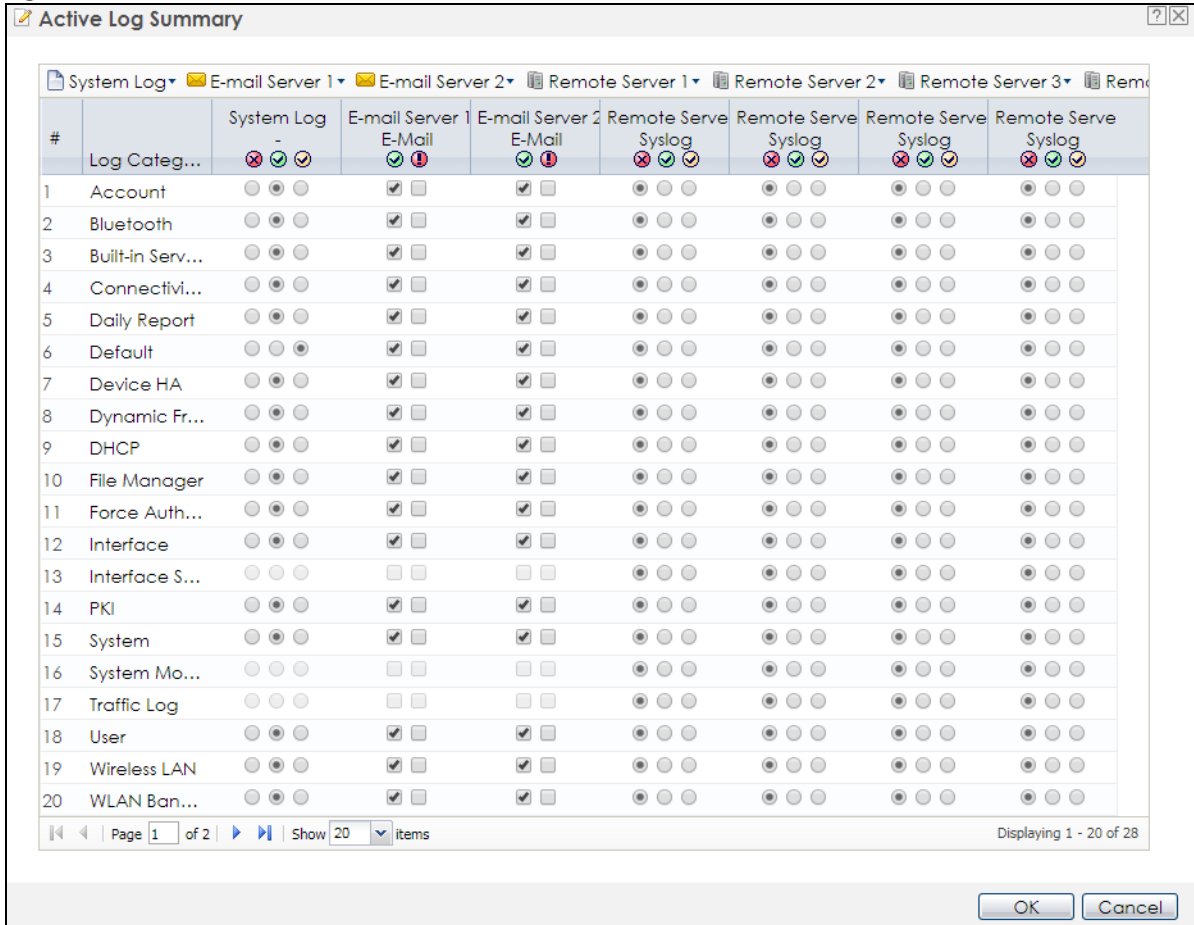 Active Log Summary
System Log E-mail Server 1 E-mail Server 2 Remote Server 1 Remote Server 2 Remote Server 3 Remo
# Log Categ... System Log - E-mail Server 1 E-Mail E-mail Server 2 E-Mail Remote Serve Syslog Remote Serve Syslog Remote Serve Syslog Remote Serve Syslog
1 Account
2 Bluetooth
3 Built-in Serv...
4 Connectivi...
5 Daily Report
6 Default
7 Device HA
8 Dynamic Fr...
9 DHCP
10 File Manager
11 Force Auth...
12 Interface
13 Interface S...
14 PKI
15 System
16 System Mo...
17 Traffic Log
18 User
19 Wireless LAN
20 WLAN Ban...
Page 1 of 2 Show 20 items Displaying 1 - 20 of 28
OK Cancel